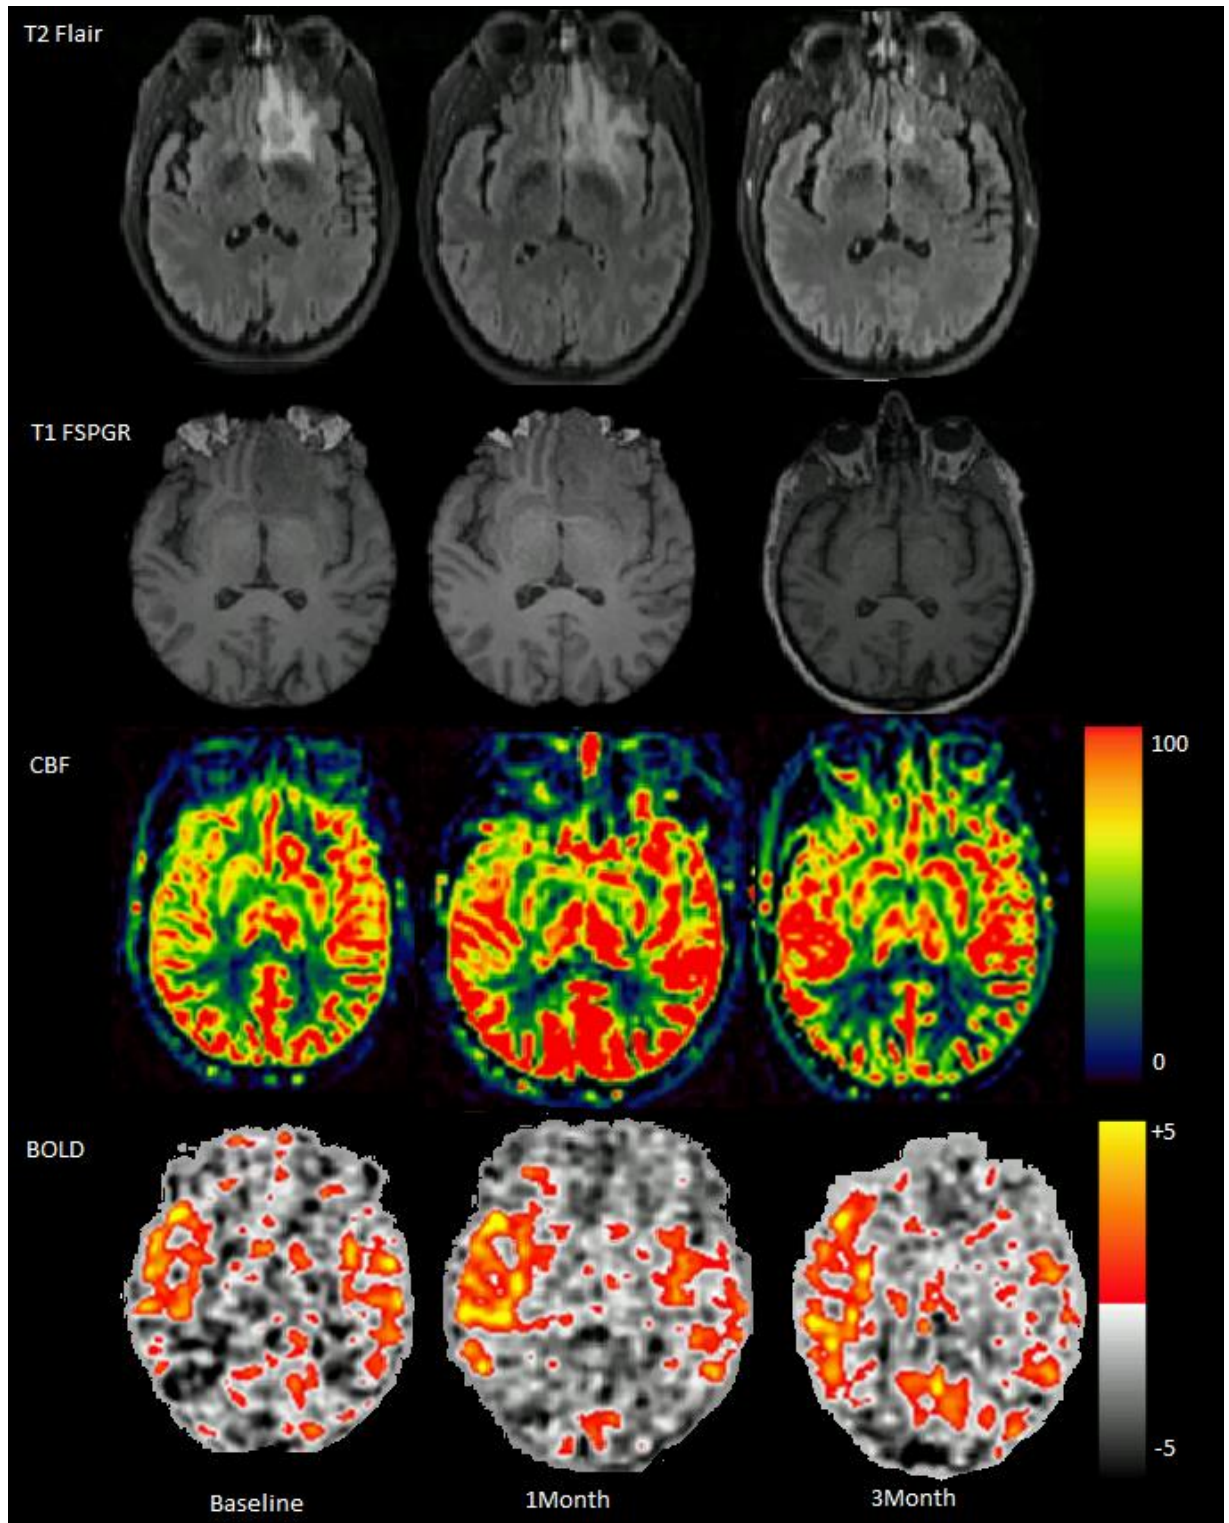 T2 Flair
T1 FSPGR
CBF
100
0
BOLD
+5
-5
Baseline
1Month
3Month